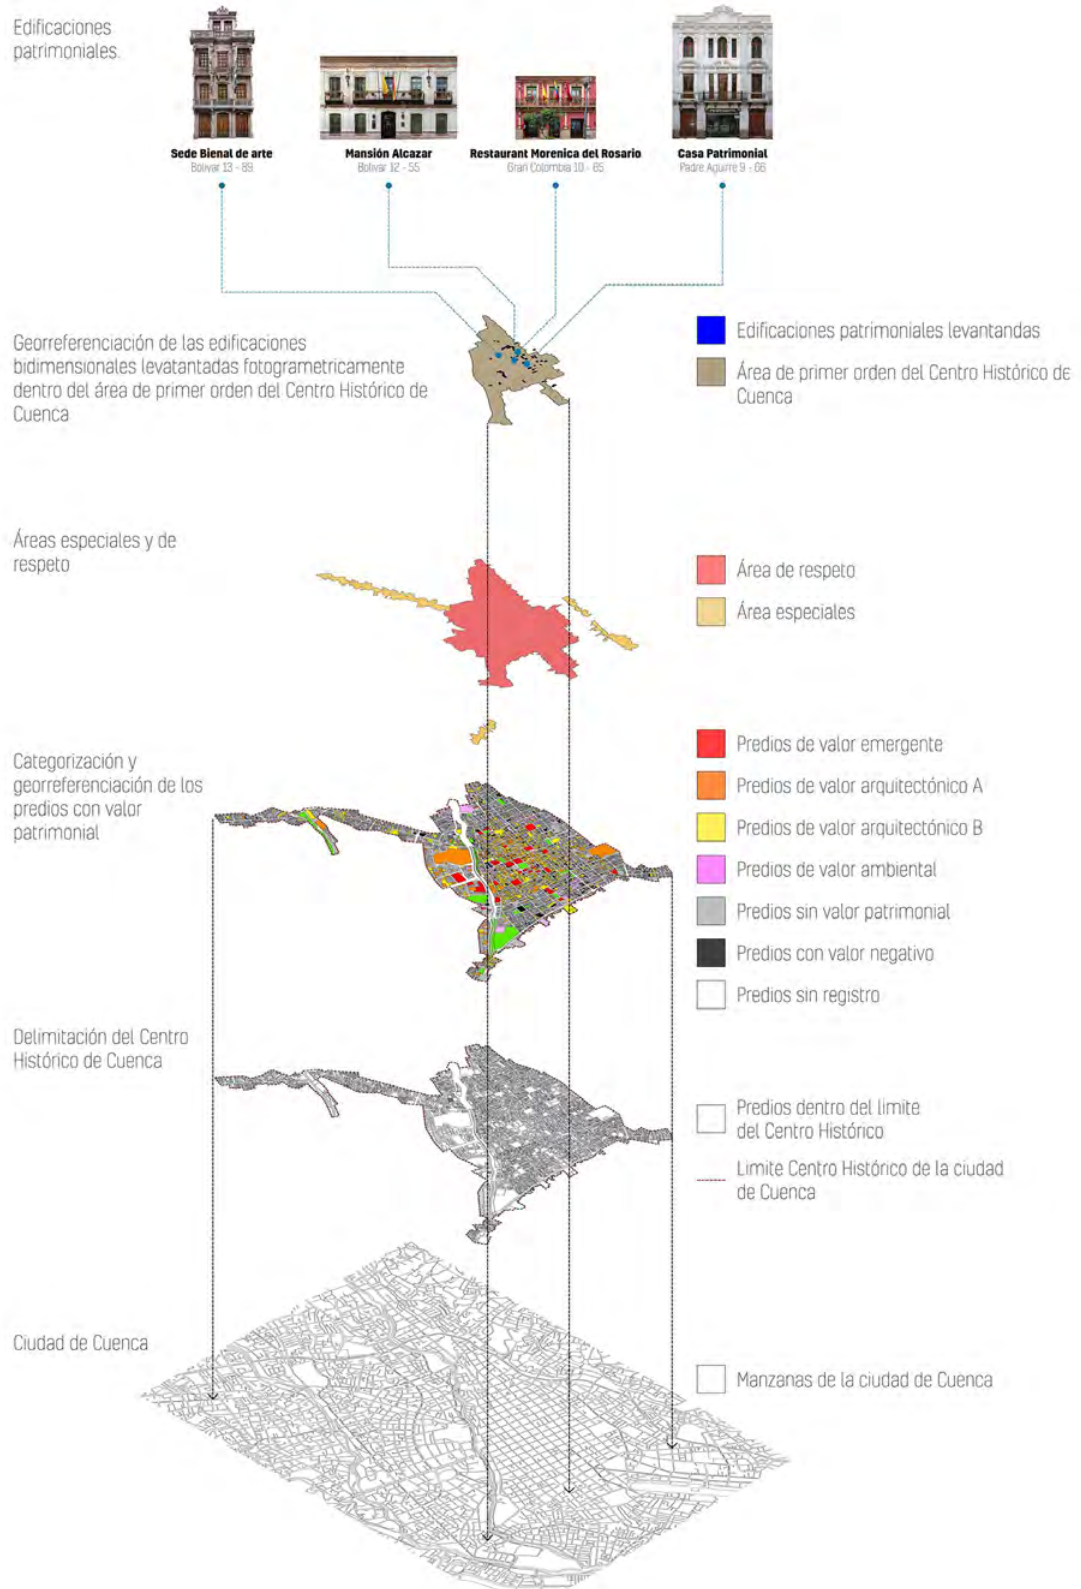 Edificaciones
patrimoniales.
Sede Bienal de arte
Bolivar 13 - 89
Mansión Alcazar
Bolivar 12 - 55
Restaurant Morenica del Rosario
Gran Colombia 10 - 65
Casa Patrimonial
Padre Aguirre 9 - 66
Georreferenciación de las edificaciones
bidimensionales levatantadas fotogrametricamente
dentro del área de primer orden del Centro Histórico de
Cuenca
Edificaciones patrimoniales levantandas
Área de primer orden del Centro Histórico de
Cuenca
Áreas especiales y de
respeto
Área de respeto
Área especiales
Categorización y
georreferenciación de los
predios con valor
patrimonial
Predios de valor emergente
Predios de valor arquitectónico A
Predios de valor arquitectónico B
Predios de valor ambiental
Predios sin valor patrimonial
Predios con valor negativo
Predios sin registro
Delimitación del Centro
Histórico de Cuenca
Predios dentro del limite
del Centro Histórico
Limite Centro Histórico de la ciudad
de Cuenca
Ciudad de Cuenca
Manzanas de la ciudad de Cuenca